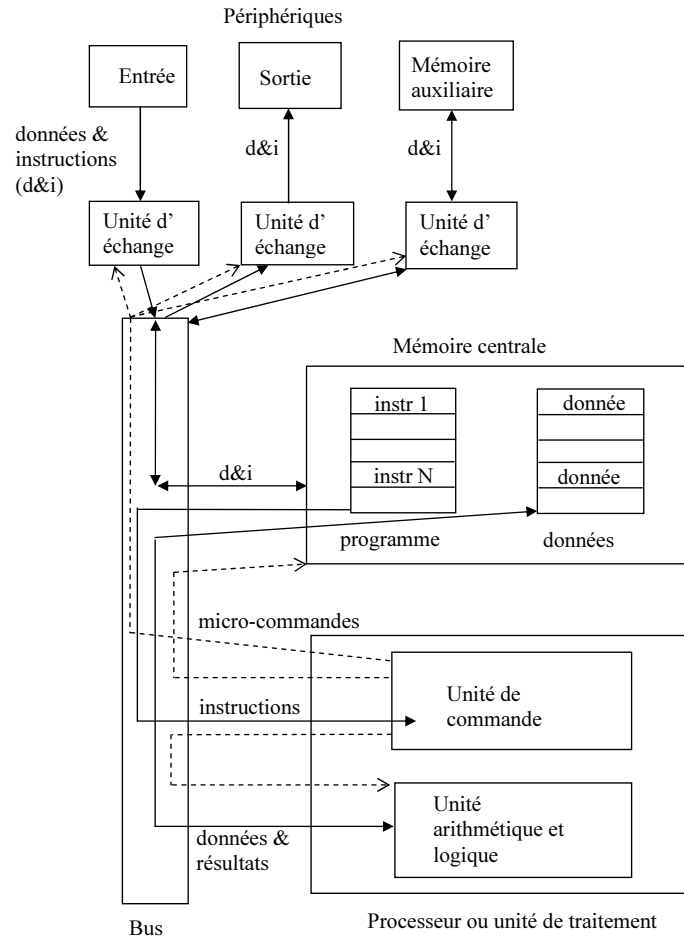 Périphériques
Entrée
Sortie
Mémoire
auxiliaire
données &
instructions
(d&i)
d&i
d&i
Unité d'
échange
Unité d'
échange
Unité d'
échange
Mémoire centrale
instr 1
donnée
instr N
donnée
d&i
programme
données
micro-commandes
Unité de
commande
instructions
Unité
arithmétique et
logique
données &
résultats
Bus
Processeur ou unité de traitement